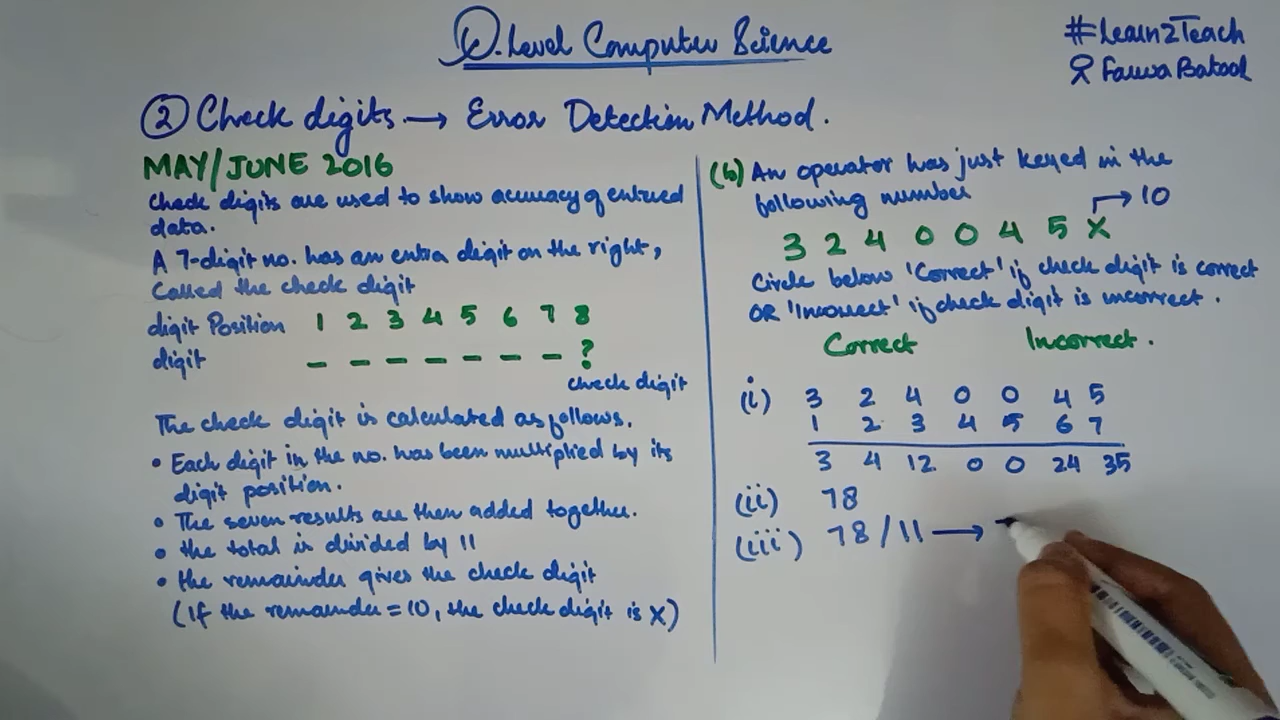 O.Level Computer Science
#Learn2Teach
Farwa Batool
② Check digits → Error Detection Method.
MAY/JUNE 2016
Check digits are used to show accuracy of entered
data.
A 7-digit no. has an extra digit on the right,
Called the check digit
digit Position 1 2 3 4 5 6 7 8
digit – – – – – – – ?
check digit
The check digit is calculated as follows.
• Each digit in the no. has been multiplied by its
digit position.
• The seven results are then added together.
• the total is divided by 11
• the remainder gives the check digit
(If the remainder = 10, the check digit is X)
(b) An operator has just keyed in the
following number
→ 10
3 2 4 0 0 4 5 X
Circle below 'Correct' if check digit is correct
OR 'Incorrect' if check digit is incorrect.
Correct Incorrect.
(i) 3 2 4 0 0 4 5
1 2 3 4 5 6 7
3 4 12 0 0 24 35
(ii) 78
(iii) 78 / 11 →